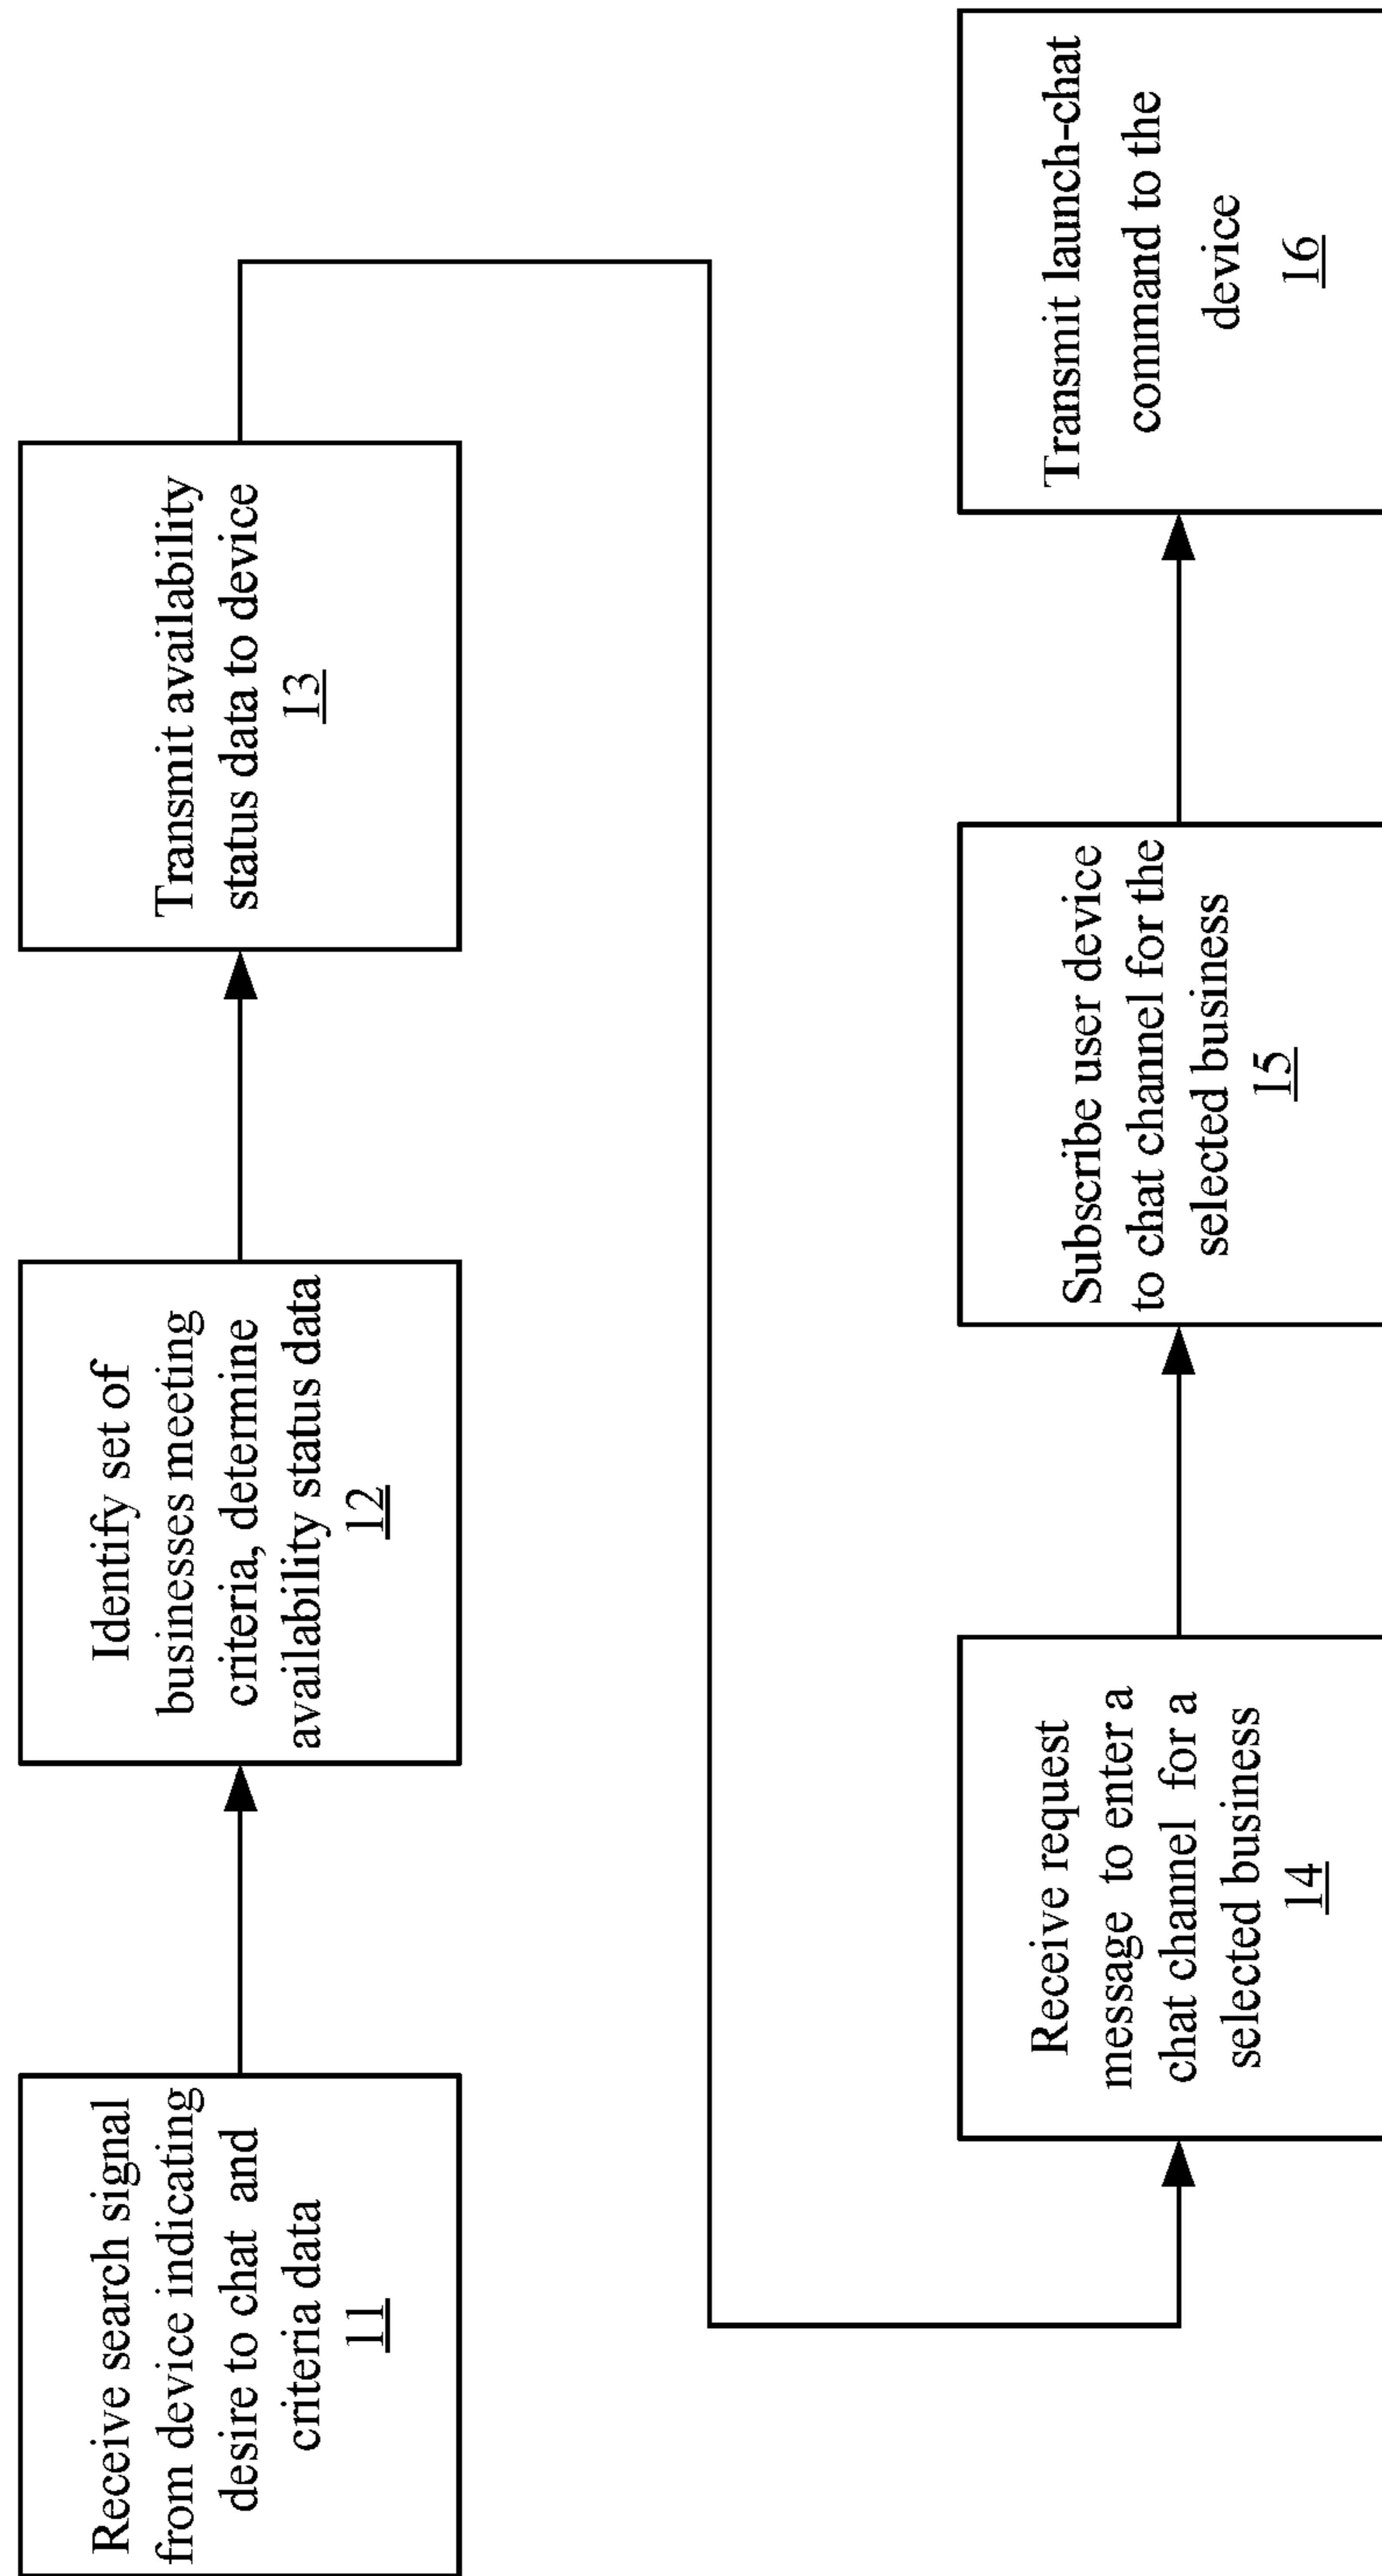 Receive search signal
from device indicating
desire to chat and
criteria data
11
Identify set of
businesses meeting
criteria, determine
availability status data
12
Transmit availability
status data to device
13
Receive request
message to enter a
chat channel for a
selected business
14
Subscribe user device
to chat channel for the
selected business
15
Transmit launch-chat
command to the
device
16